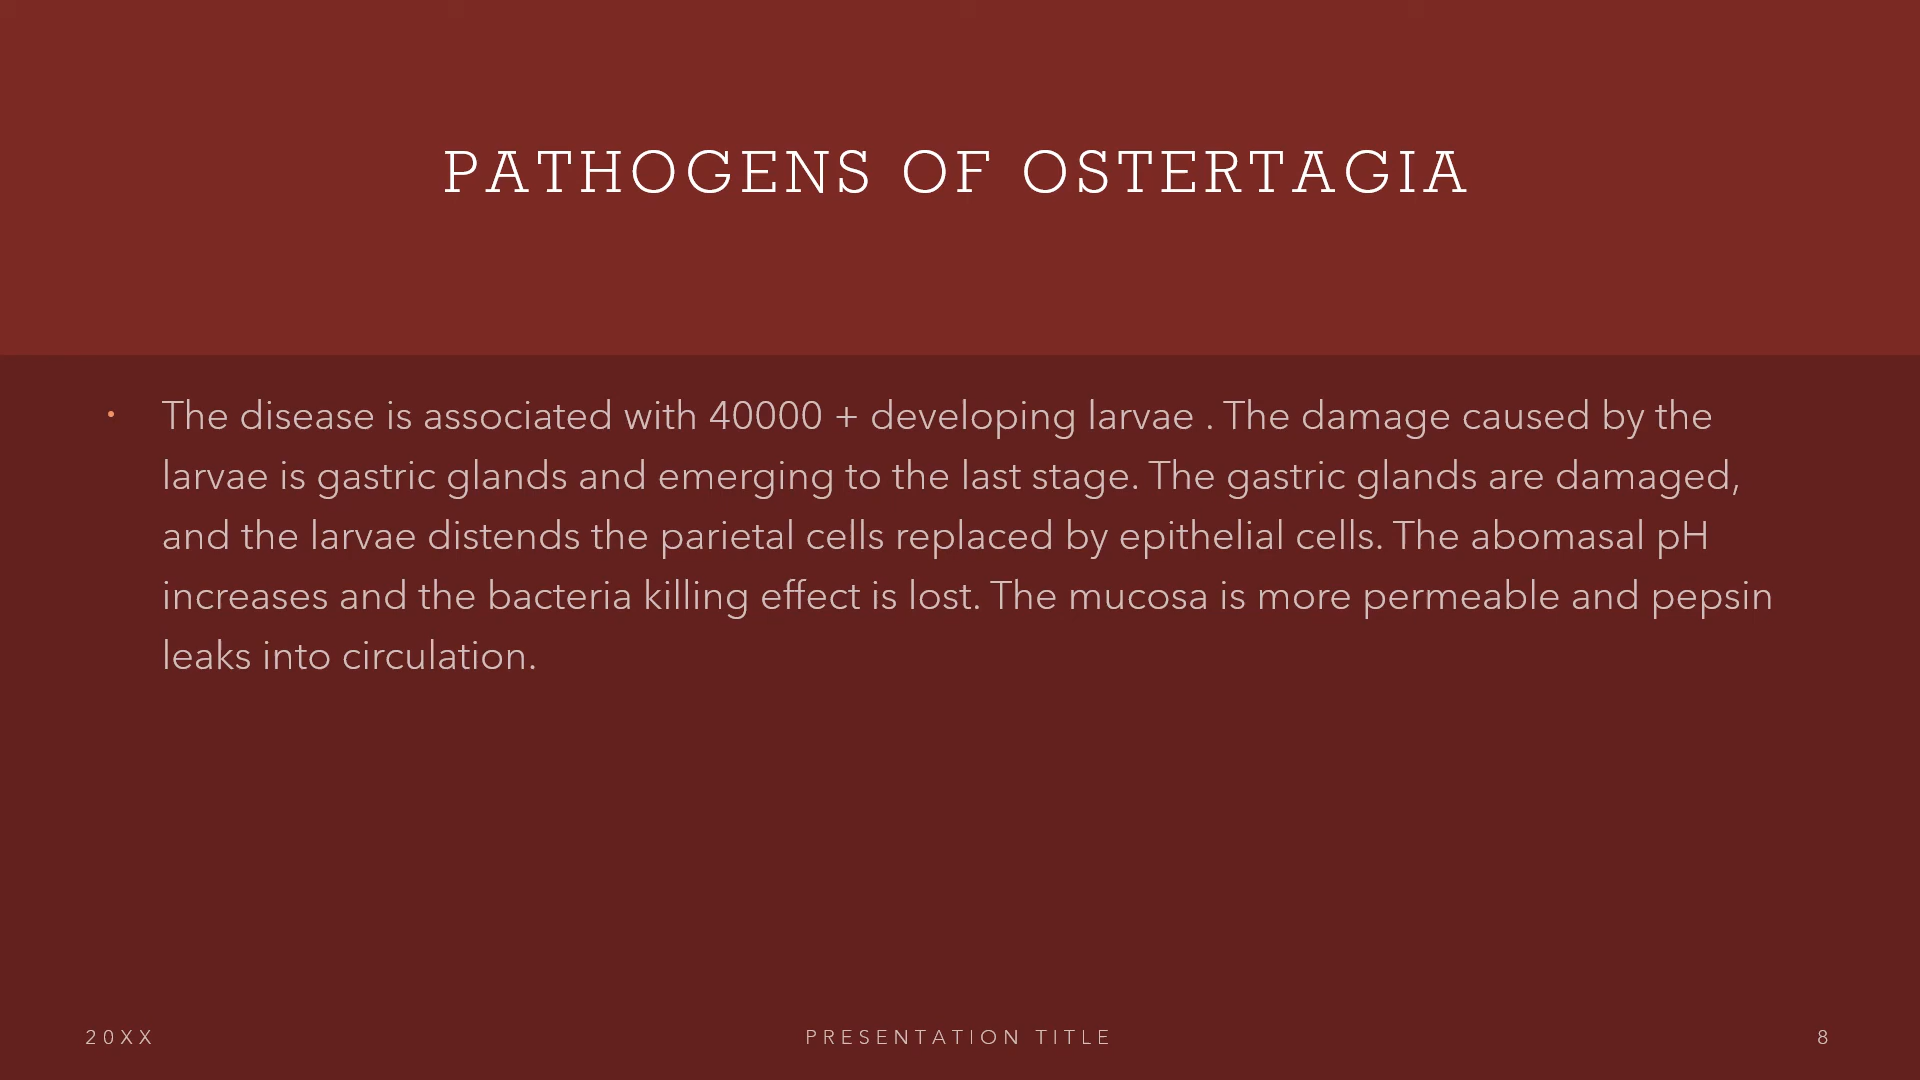 PATHOGENS OF OSTERTAGIA
• The disease is associated with 40000 + developing larvae . The damage caused by the
larvae is gastric glands and emerging to the last stage. The gastric glands are damaged,
and the larvae distends the parietal cells replaced by epithelial cells. The abomasal pH
increases and the bacteria killing effect is lost. The mucosa is more permeable and pepsin
leaks into circulation.
20XX
PRESENTATION TITLE
8